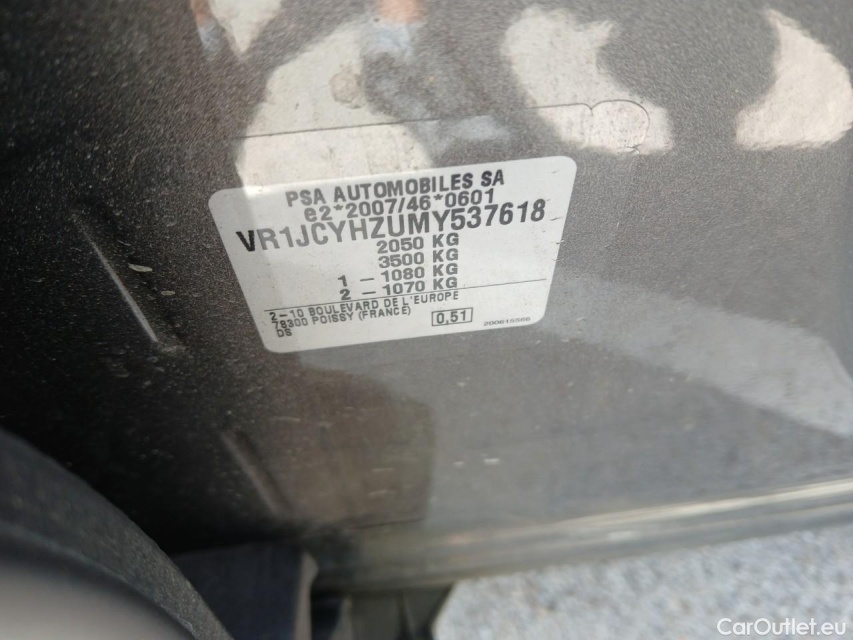 PSA AUTOMOBILES SA
e2*2007/46*0601
VR1JCYHZUMY537618
2050 KG
3500 KG
1 - 1080 KG
2 - 1070 KG
2-10 BOULEVARD DE L'EUROPE
78300 POISSY (FRANCE)
DS
0,51
200615566
CarOutlet.eu